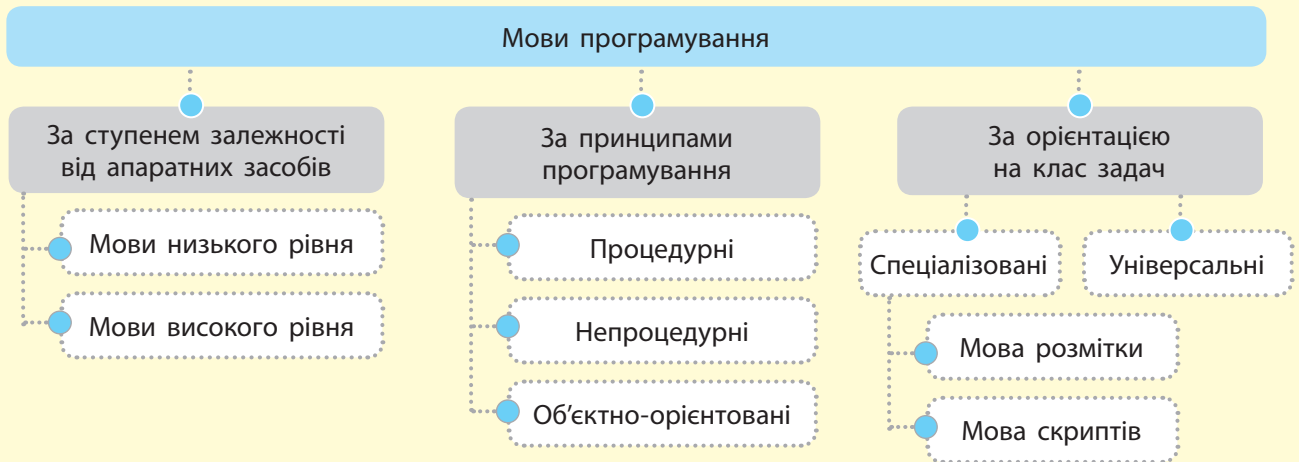 Мови програмування
За ступенем залежності
від апаратних засобів
Мови низького рівня
Мови високого рівня
За принципами
програмування
Процедурні
Непроцедурні
Об'єктно-орієнтовані
За орієнтацією
на клас задач
Спеціалізовані
Універсальні
Мова розмітки
Мова скриптів